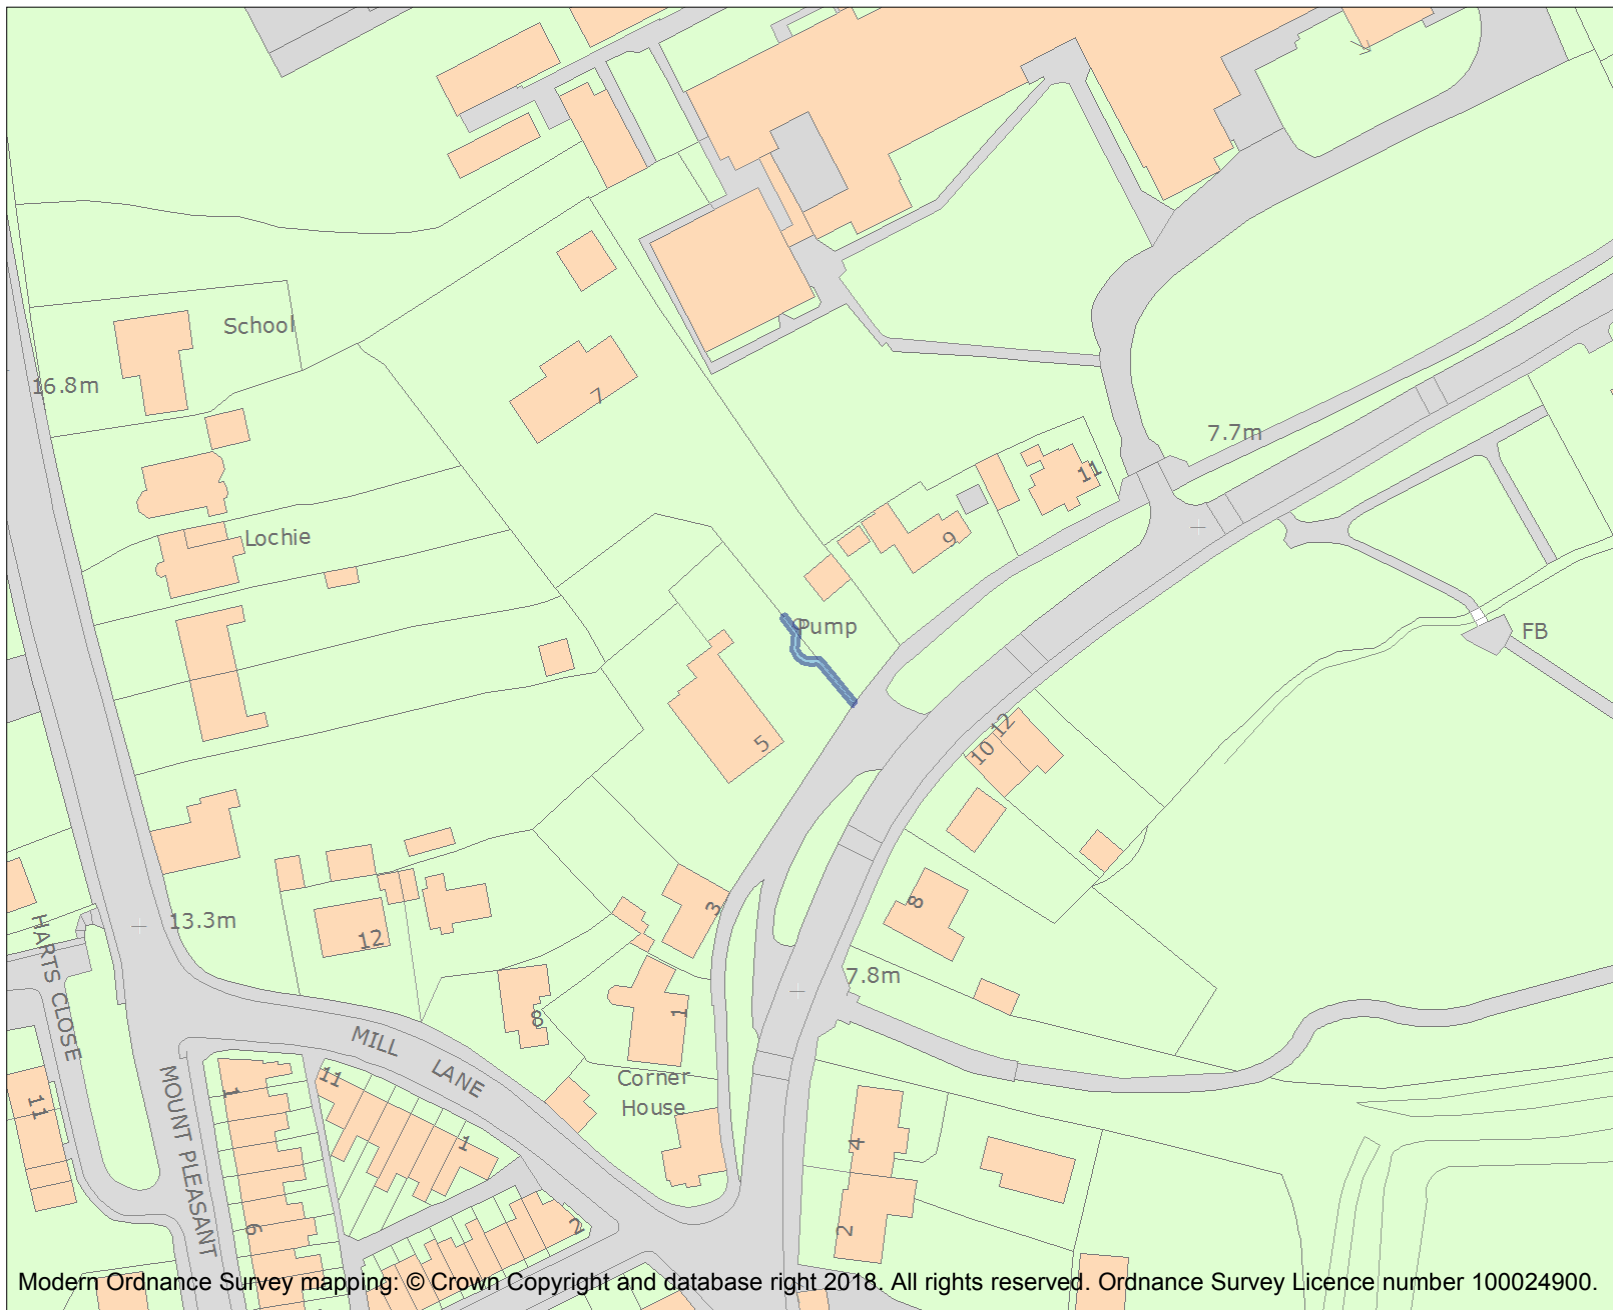 School
16.8m
7
7.7m
11
9
Lochie
Pump
FB
5
12
10
3
8
13.3m
12
7.8m
HARTS CLOSE
8
1
MILL LANE
Corner
House
11
11
1
MOUNT PLEASANT
1
4
6
2
2
Modern Ordnance Survey mapping: © Crown Copyright and database right 2018. All rights reserved. Ordnance Survey Licence number 100024900.